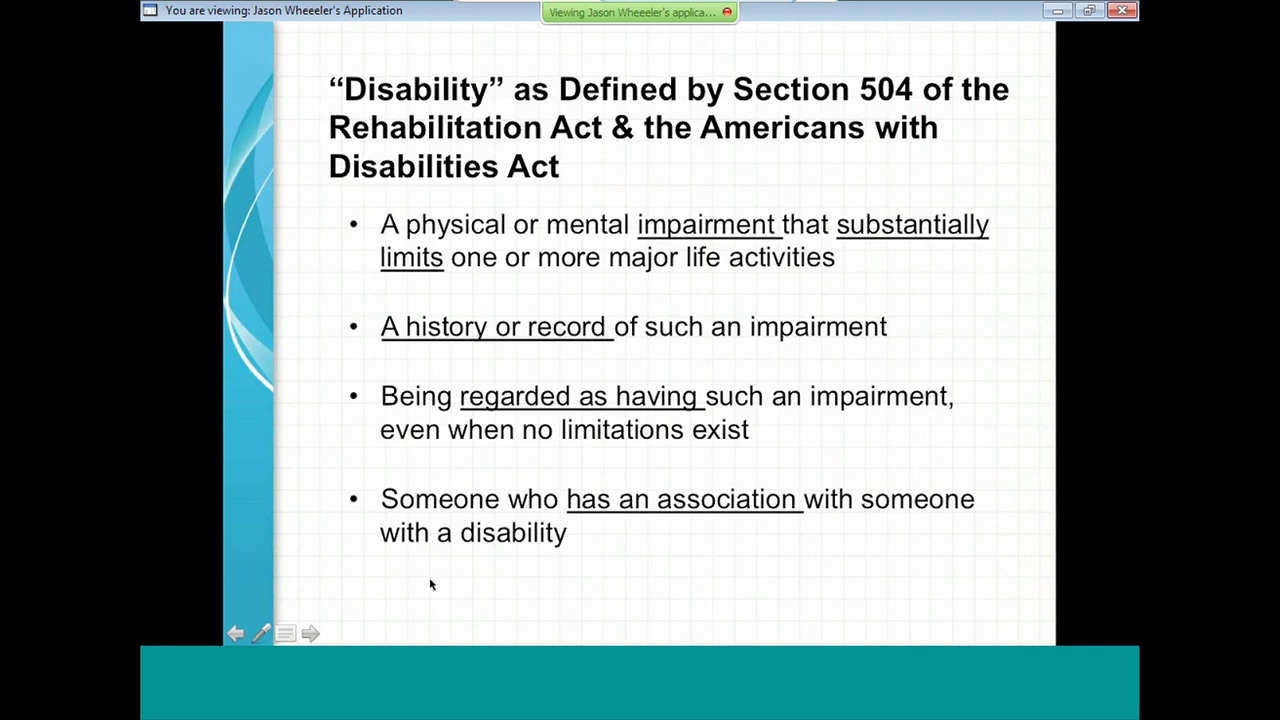 You are viewing: Jason Wheeeler's Application
Viewing Jason Wheeeler's applica...
“Disability” as Defined by Section 504 of the
Rehabilitation Act & the Americans with
Disabilities Act
• A physical or mental impairment that substantially
limits one or more major life activities
• A history or record of such an impairment
• Being regarded as having such an impairment,
even when no limitations exist
• Someone who has an association with someone
with a disability